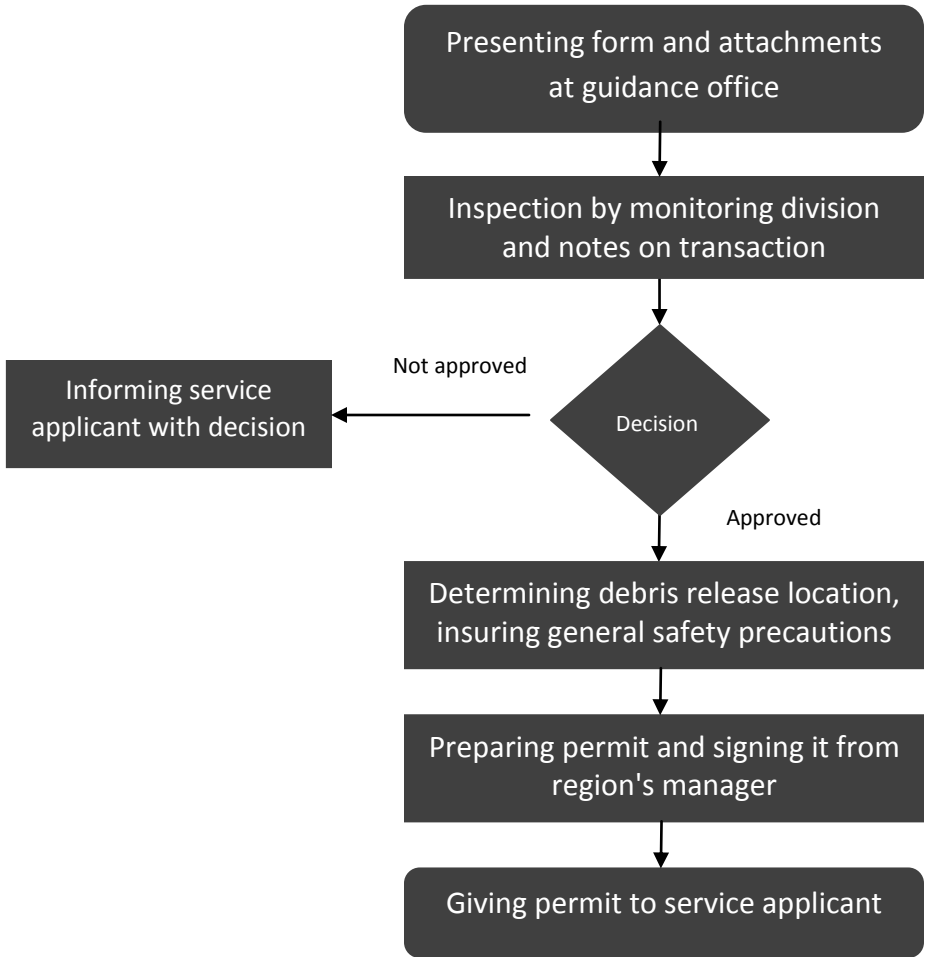 Presenting form and attachments
at guidance office
Inspection by monitoring division
and notes on transaction
Not approved
Informing service
applicant with decision
Decision
Approved
Determining debris release location,
insuring general safety precautions
Preparing permit and signing it from
region's manager
Giving permit to service applicant